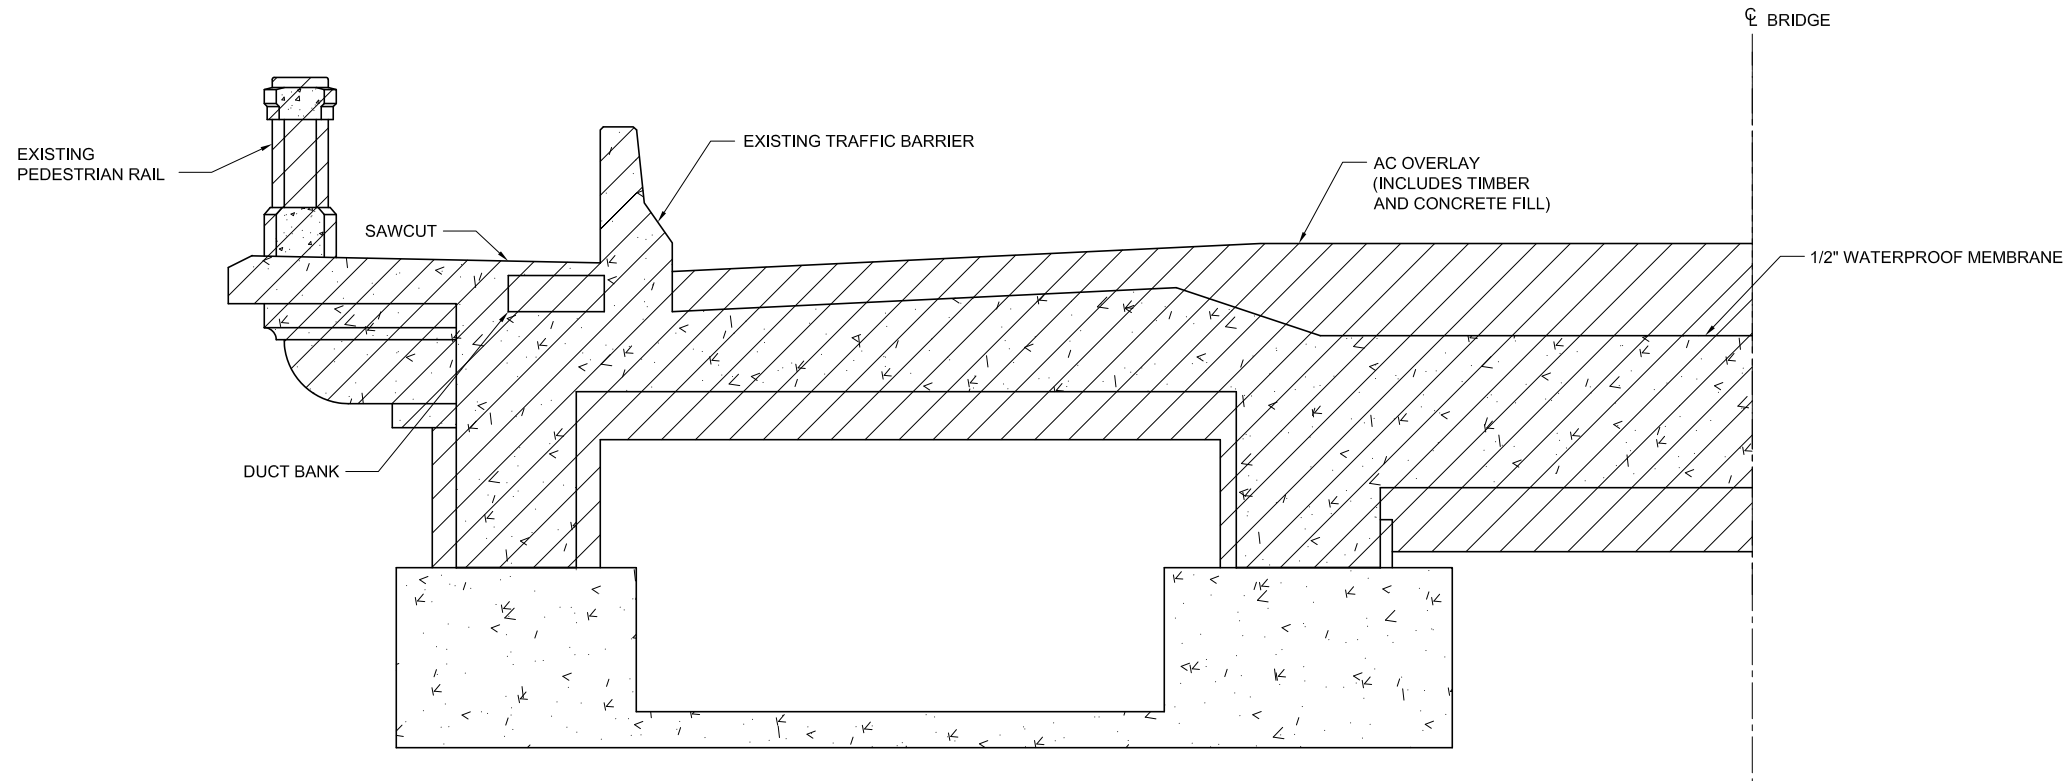 ℄ BRIDGE
EXISTING TRAFFIC BARRIER
EXISTING
PEDESTRIAN RAIL
AC OVERLAY
(INCLUDES TIMBER
AND CONCRETE FILL)
SAWCUT
1/2" WATERPROOF MEMBRANE
DUCT BANK